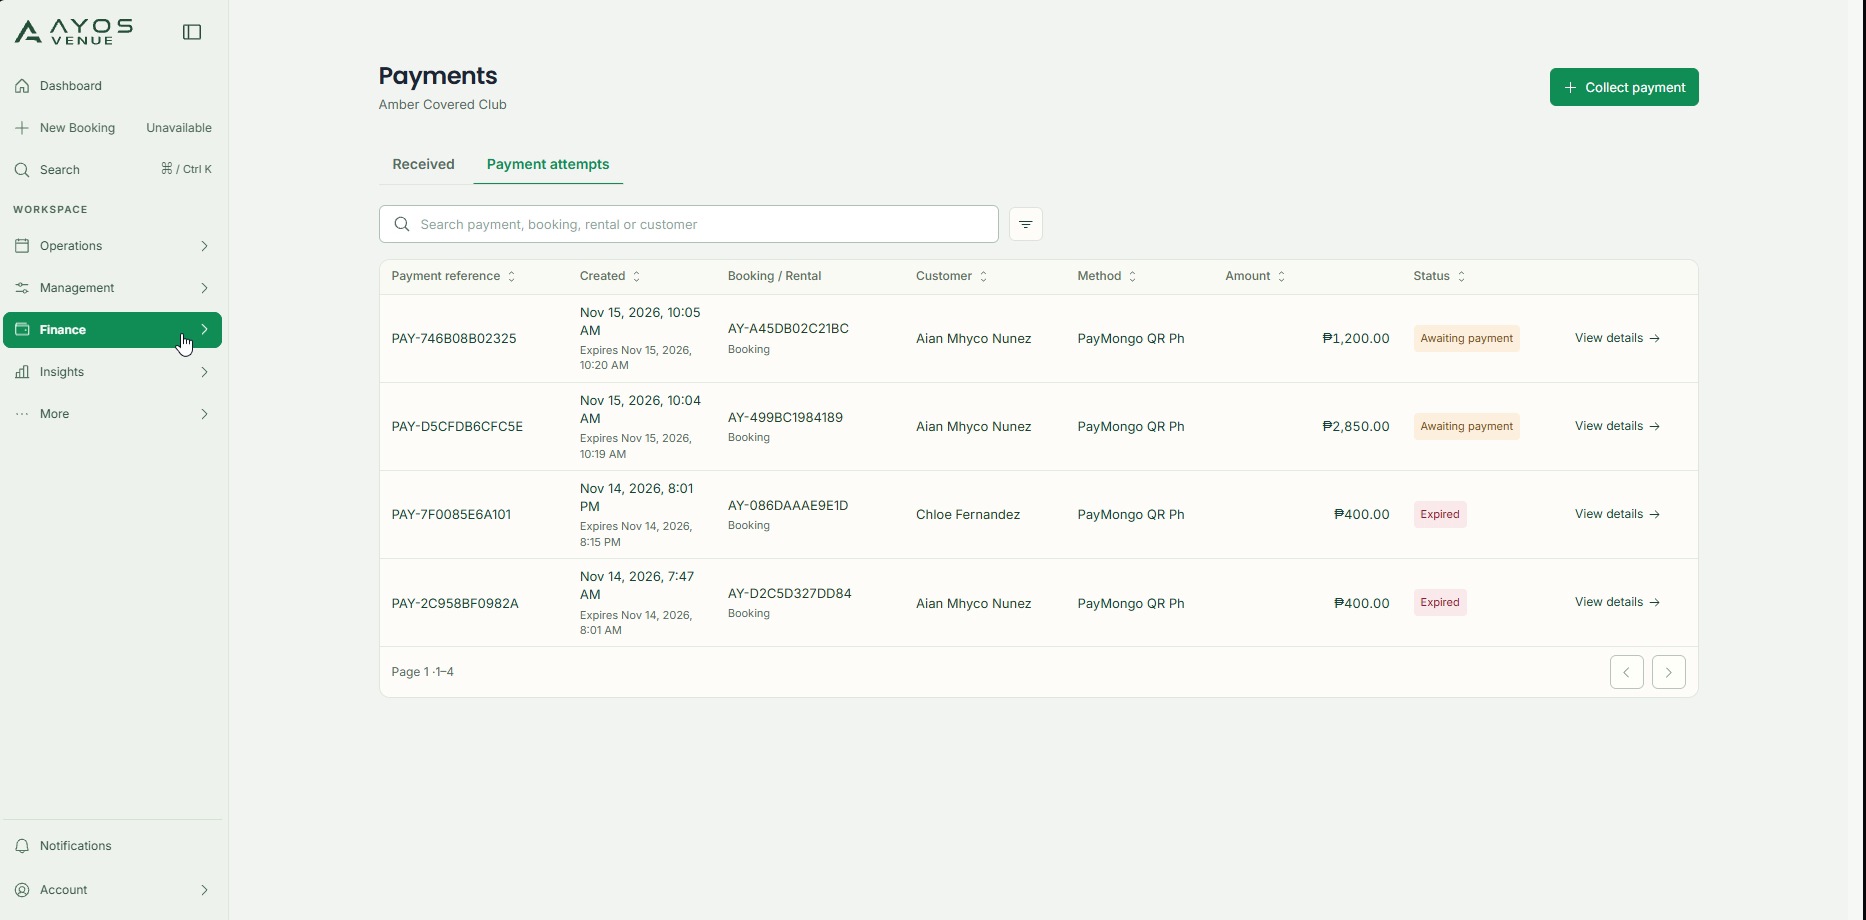 AYOS
VENUE
Dashboard
New Booking Unavailable
Search ⌘ / Ctrl K
WORKSPACE
Operations
Management
Finance
Insights
More
Notifications
Account
Payments
Amber Covered Club
Collect payment
Received Payment attempts
Search payment, booking, rental or customer
Payment reference Created Booking / Rental Customer Method Amount Status
PAY-746B08B02325
Nov 15, 2026, 10:05
AM
Expires Nov 15, 2026,
10:20 AM
AY-A45DB02C21BC
Booking
Aian Mhyco Nunez
PayMongo QR Ph
₱1,200.00
Awaiting payment
View details →
PAY-D5CFDB6CFC5E
Nov 15, 2026, 10:04
AM
Expires Nov 15, 2026,
10:19 AM
AY-499BC1984189
Booking
Aian Mhyco Nunez
PayMongo QR Ph
₱2,850.00
Awaiting payment
View details →
PAY-7F0085E6A101
Nov 14, 2026, 8:01
PM
Expires Nov 14, 2026,
8:15 PM
AY-086DAAAE9E1D
Booking
Chloe Fernandez
PayMongo QR Ph
₱400.00
Expired
View details →
PAY-2C958BF0982A
Nov 14, 2026, 7:47
AM
Expires Nov 14, 2026,
8:01 AM
AY-D2C5D327DD84
Booking
Aian Mhyco Nunez
PayMongo QR Ph
₱400.00
Expired
View details →
Page 1 ·1–4